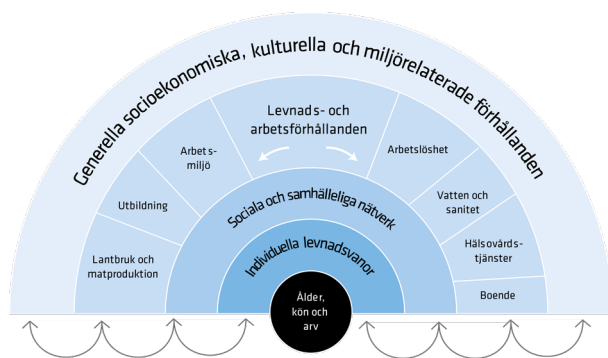 Generella socioekonomiska, kulturella och miljörelaterade förhållanden
Levnads- och
arbetsförhållanden
Lantbruk och
matproduktion
Utbildning
Arbets-
miljö
Arbetslöshet
Vatten och
sanitet
Hälsovårds-
tjänster
Boende
Sociala och samhälleliga nätverk
Individuella levnadsvanor
Ålder,
kön och
arv